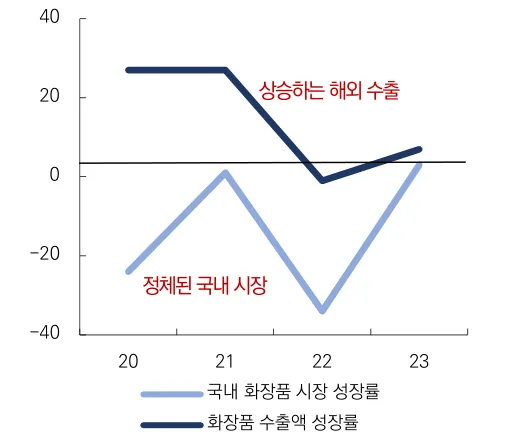 40
20
0
-20
-40
상승하는 해외 수출
정체된 국내 시장
20 21 22 23
국내 화장품 시장 성장률
화장품 수출액 성장률